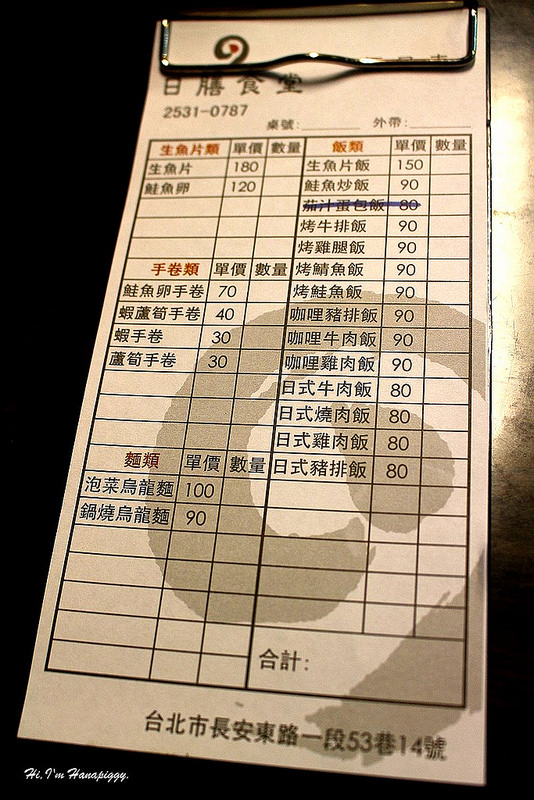 日膳食堂
2531-0787
桌號:______ 外帶:______
生魚片類 單價 數量
生魚片 180
鮭魚卵 120
手卷類 單價 數量
鮭魚卵手卷 70
蝦蘆筍手卷 40
蝦手卷 30
蘆筍手卷 30
麵類 單價 數量
泡菜烏龍麵 100
鍋燒烏龍麵 90
飯類 單價 數量
生魚片飯 150
鮭魚炒飯 90
茄汁蛋包飯 80
烤牛排飯 90
烤雞腿飯 90
烤鯖魚飯 90
烤鮭魚飯 90
咖哩豬排飯 90
咖哩牛肉飯 90
咖哩雞肉飯 90
日式牛肉飯 80
日式燒肉飯 80
日式雞肉飯 80
日式豬排飯 80
合計:
台北市長安東路一段53巷14號
Hi, I'm Hanapiggy.